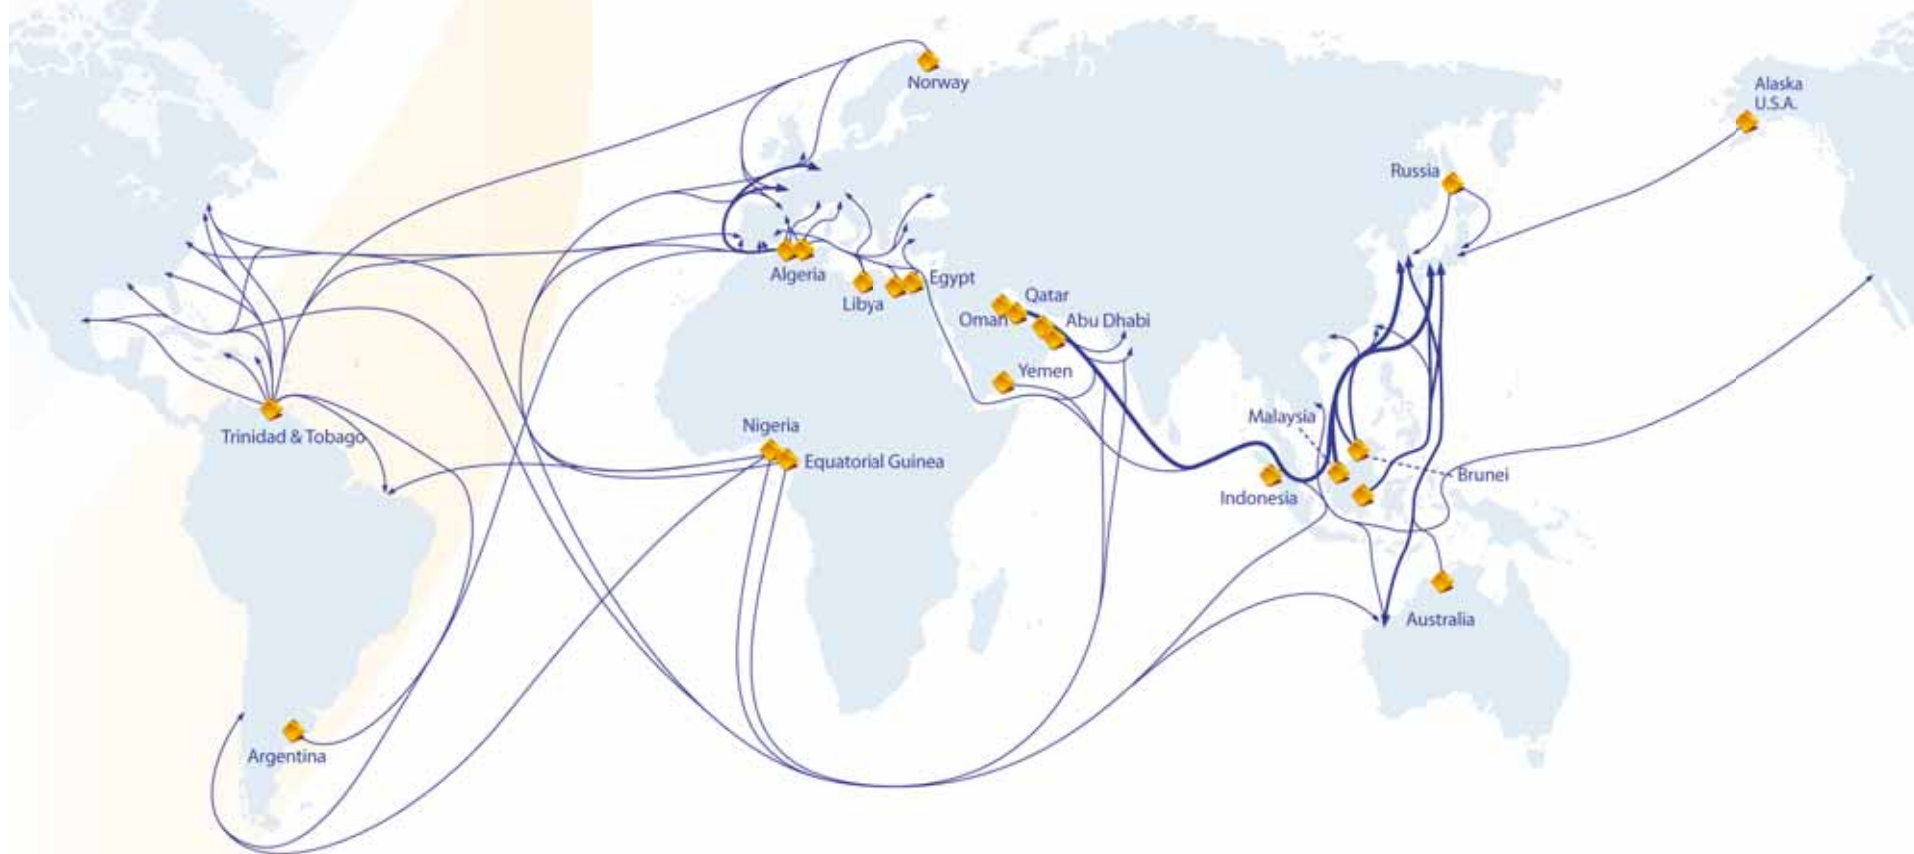 Norway
Alaska
U.S.A.
Russia
Algeria
Egypt
Libya
Qatar
Oman
Abu Dhabi
Yemen
Malaysia
Trinidad & Tobago
Nigeria
Equatorial Guinea
Brunei
Indonesia
Australia
Argentina